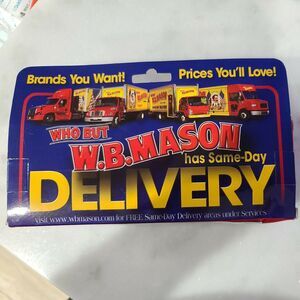 Brands You Want! Prices You'll Love!
WHO BUT
W.B.MASON
has Same-Day
DELIVERY
visit www.wbmason.com for FREE Same-Day Delivery areas under Services